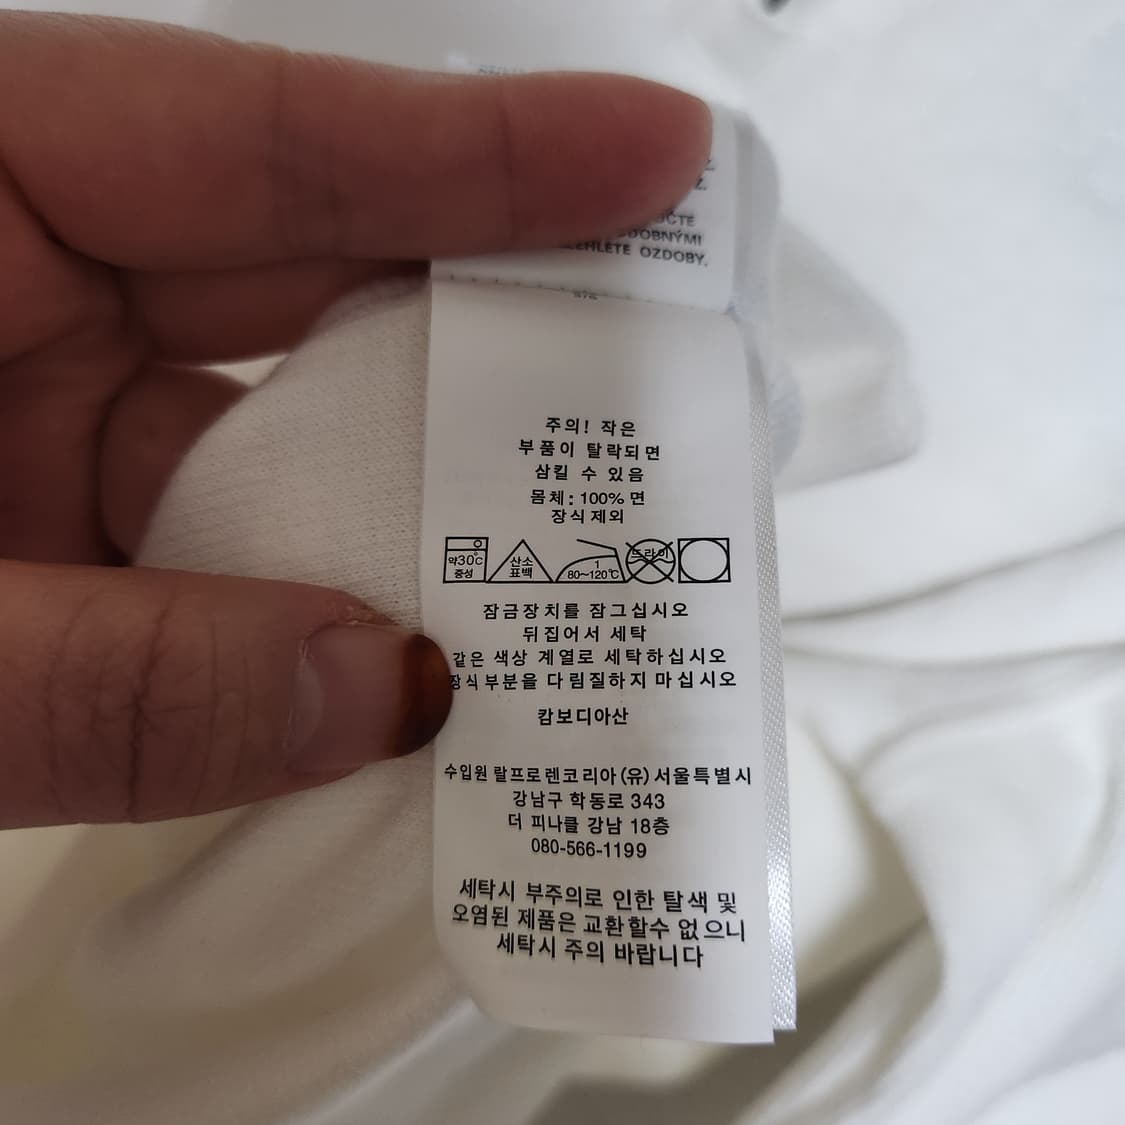 OZDOBNÝMI
NEŽEHLETE OZDOBY.
주의! 작은
부품이 탈락되면
삼킬 수 있음
몸체: 100% 면
장식 제외
약30℃
중성
산소
표백
1
80~120℃
드라이
잠금장치를 잠그십시오
뒤집어서 세탁
같은 색상 계열로 세탁하십시오
장식부분을 다림질하지 마십시오
캄보디아산
수입원 랄프로렌코리아(유) 서울특별시
강남구 학동로 343
더 피나클 강남 18층
080-566-1199
세탁시 부주의로 인한 탈색 및
오염된 제품은 교환할수 없으니
세탁시 주의 바랍니다